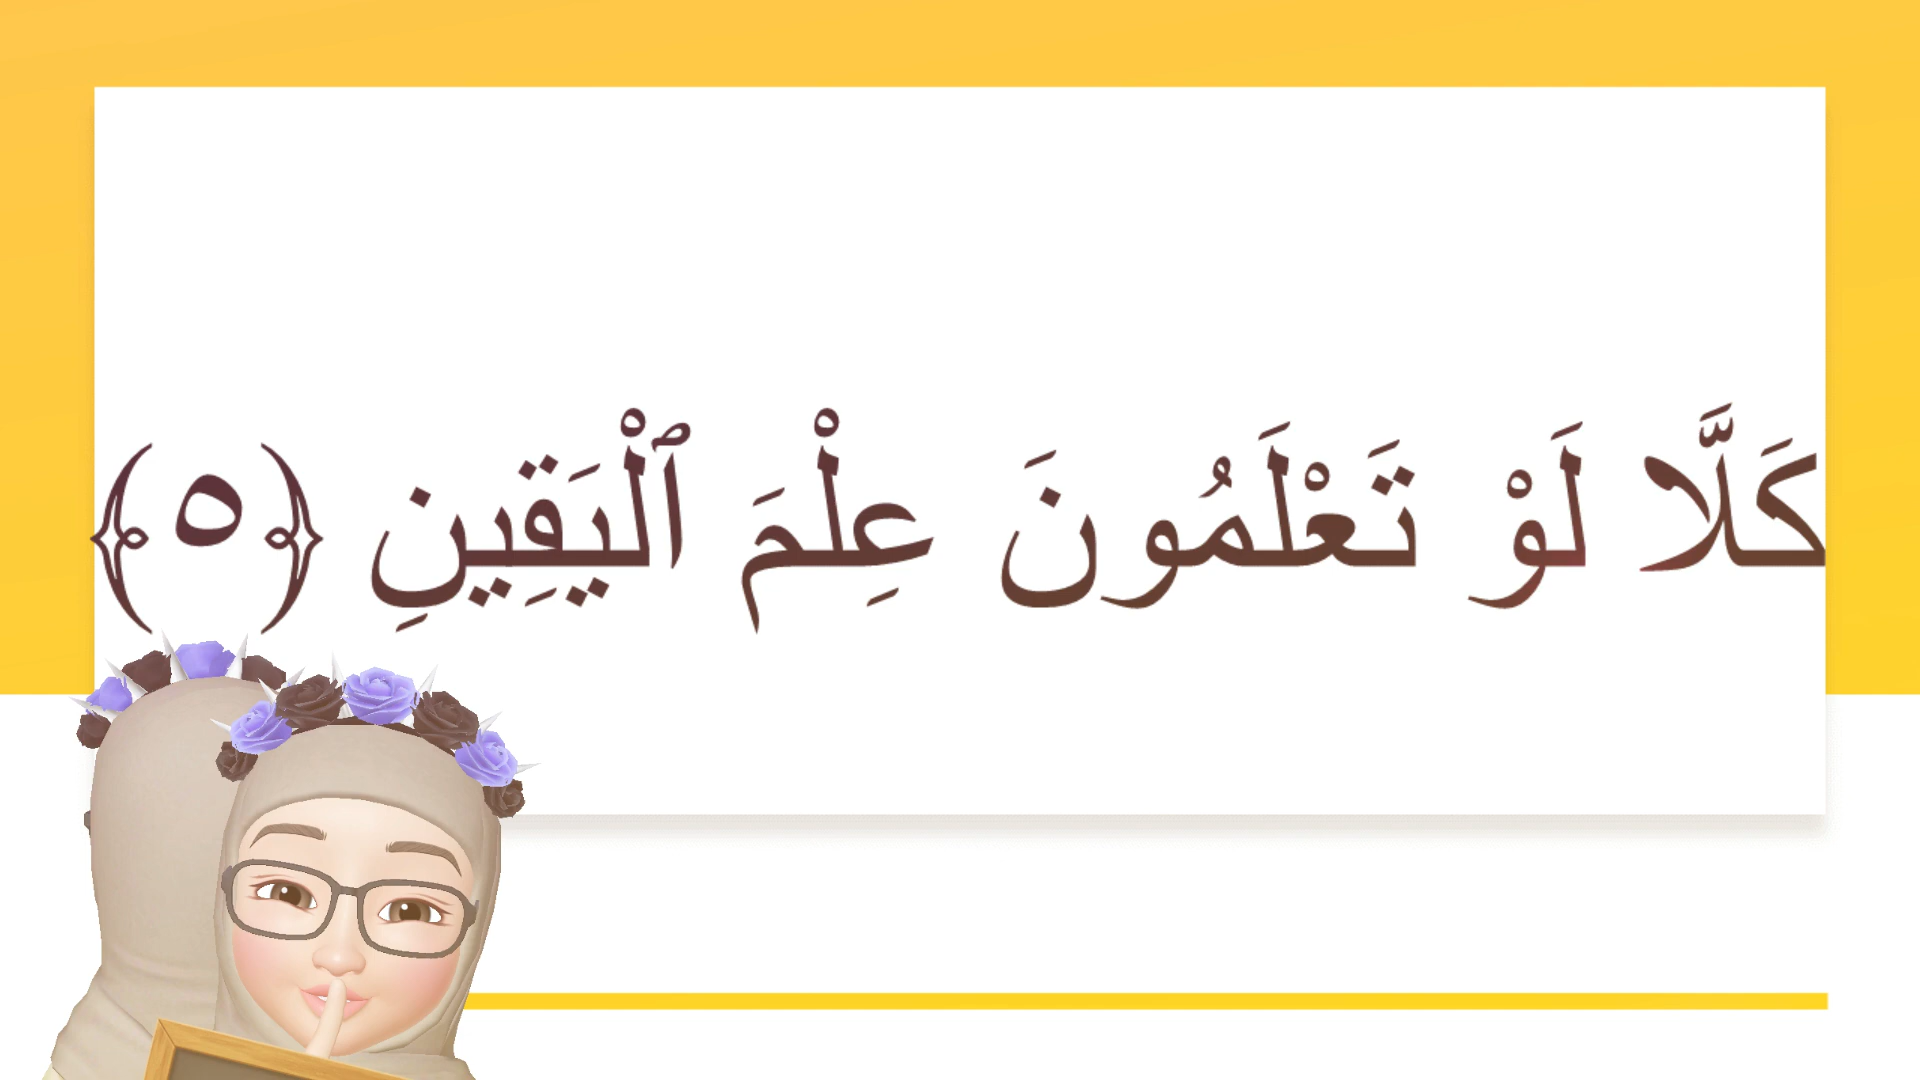 كَلَّا لَوْ تَعْلَمُونَ عِلْمَ ٱلْيَقِينِ ﴿٥﴾